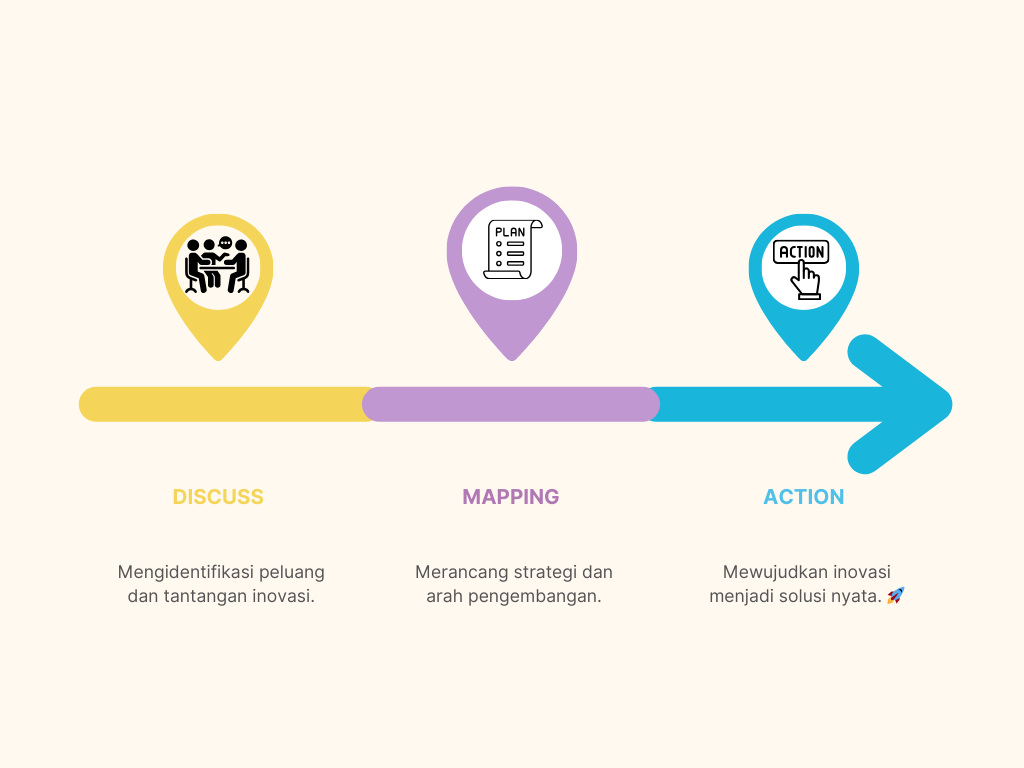 PLAN
ACTION
DISCUSS
MAPPING
ACTION
Mengidentifikasi peluang
dan tantangan inovasi.
Merancang strategi dan
arah pengembangan.
Mewujudkan inovasi
menjadi solusi nyata. 🚀